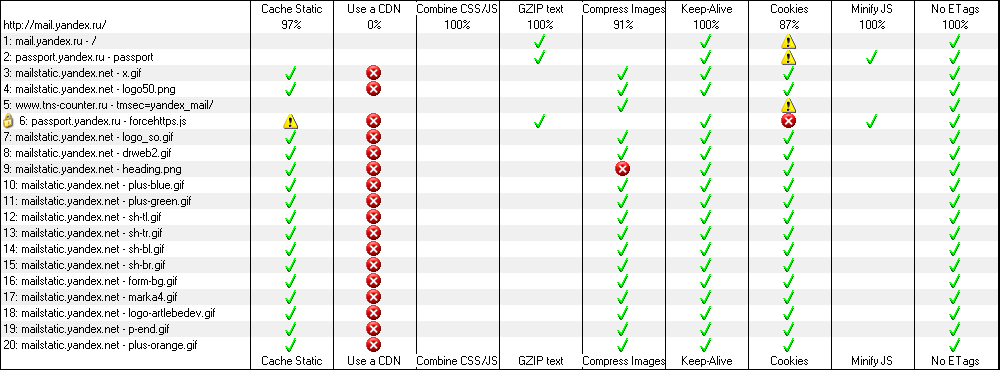 Cache Static Use a CDN Combine CSS/JS GZIP text Compress Images Keep-Alive Cookies Minify JS No ETags
http://mail.yandex.ru/ 97% 0% 100% 100% 91% 100% 87% 100% 100%
1: mail.yandex.ru - /
2: passport.yandex.ru - passport
3: mailstatic.yandex.net - x.gif
4: mailstatic.yandex.net - logo50.png
5: www.tns-counter.ru - tmsec=yandex_mail/
6: passport.yandex.ru - forcehttps.js
7: mailstatic.yandex.net - logo_so.gif
8: mailstatic.yandex.net - drweb2.gif
9: mailstatic.yandex.net - heading.png
10: mailstatic.yandex.net - plus-blue.gif
11: mailstatic.yandex.net - plus-green.gif
12: mailstatic.yandex.net - sh-tl.gif
13: mailstatic.yandex.net - sh-tr.gif
14: mailstatic.yandex.net - sh-bl.gif
15: mailstatic.yandex.net - sh-br.gif
16: mailstatic.yandex.net - form-bg.gif
17: mailstatic.yandex.net - marka4.gif
18: mailstatic.yandex.net - logo-artlebedev.gif
19: mailstatic.yandex.net - p-end.gif
20: mailstatic.yandex.net - plus-orange.gif
Cache Static Use a CDN Combine CSS/JS GZIP text Compress Images Keep-Alive Cookies Minify JS No ETags